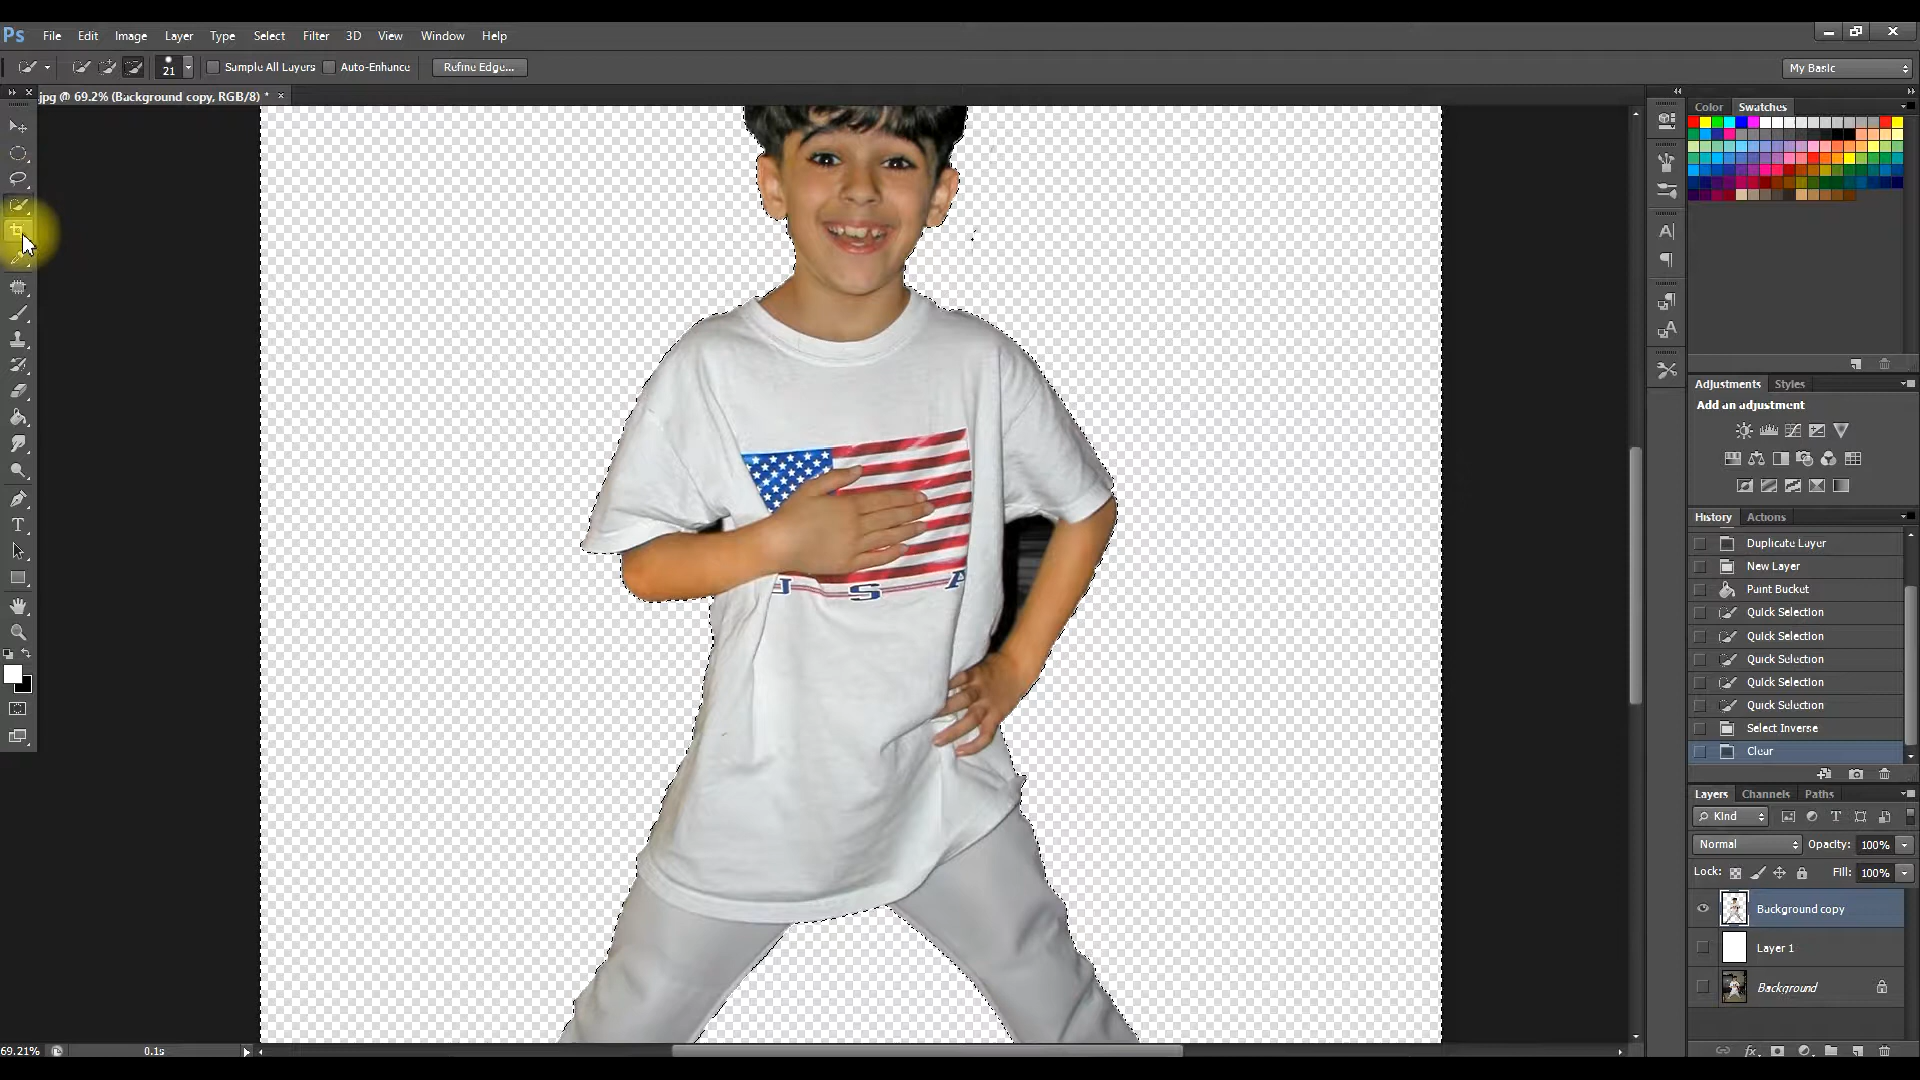 Ps File Edit Image Layer Type Select Filter 3D View Window Help
21 Sample All Layers Auto-Enhance Refine Edge... My Basic
.jpg @ 69.2% (Background copy, RGB/8) * ×
Color Swatches
Adjustments Styles
Add an adjustment
History Actions
Duplicate Layer
New Layer
Paint Bucket
Quick Selection
Quick Selection
Quick Selection
Quick Selection
Quick Selection
Select Inverse
Clear
Layers Channels Paths
Kind
Normal Opacity: 100%
Lock: Fill: 100%
Background copy
Layer 1
Background
U S A
69.21% 0.1s